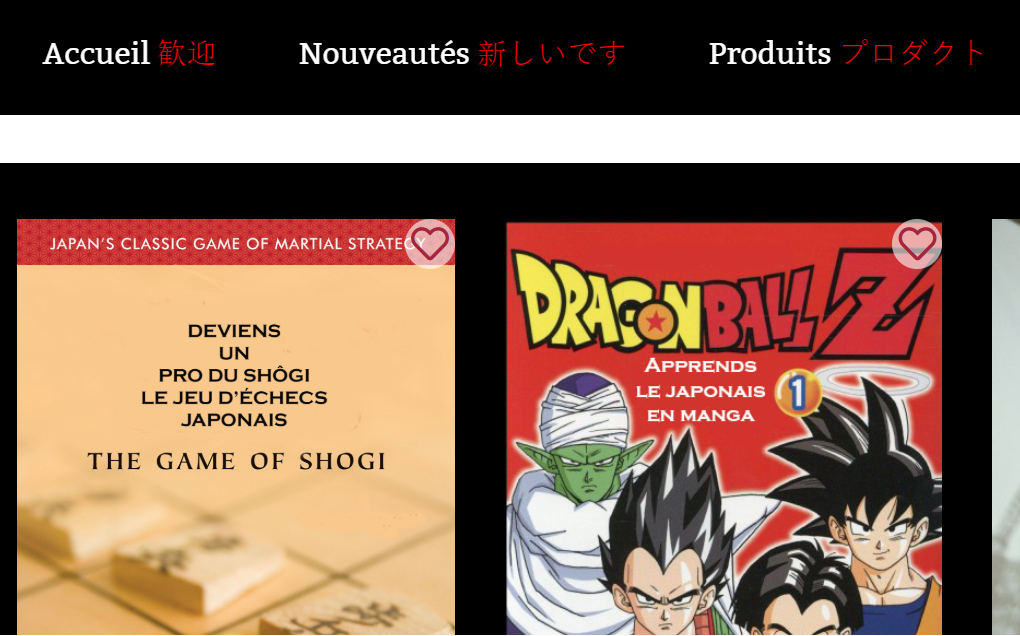 Accueil 歓迎 Nouveautés 新しいです Produits プロダクト
JAPAN'S CLASSIC GAME OF MARTIAL STRATEGY
DEVIENS
UN
PRO DU SHÔGI
LE JEU D'ÉCHECS
JAPONAIS
THE GAME OF SHOGI
DRAGON BALL Z
APPRENDS
LE JAPONAIS
EN MANGA
1